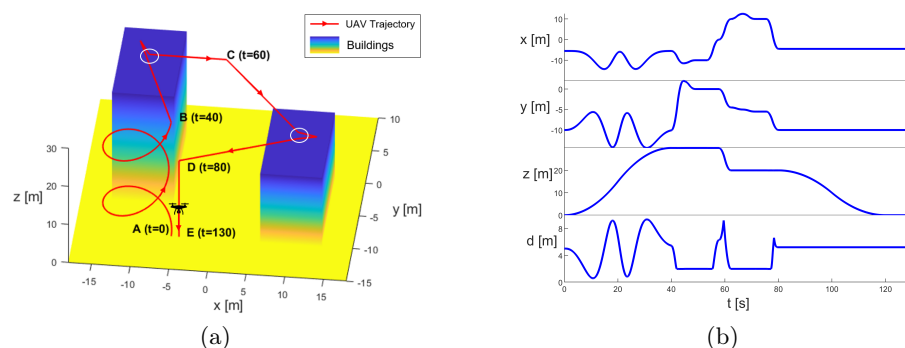 UAV Trajectory
Buildings
C (t=60)
B (t=40)
D (t=80)
A (t=0)
E (t=130)
z [m]
30
20
10
0
-15
-10
-5
0
5
10
15
x [m]
10
5
0
-5
-10
-15
y [m]
(a)
x [m]
10
0
-10
y [m]
0
-5
-10
z [m]
20
10
0
d [m]
8
4
0
0
20
40
60
80
100
120
t [s]
(b)